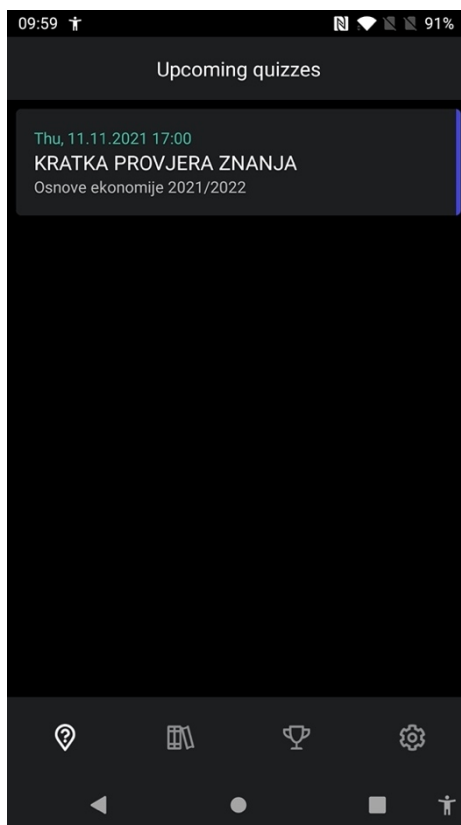 09:59 91%
Upcoming quizzes
Thu, 11.11.2021 17:00
KRATKA PROVJERA ZNANJA
Osnove ekonomije 2021/2022